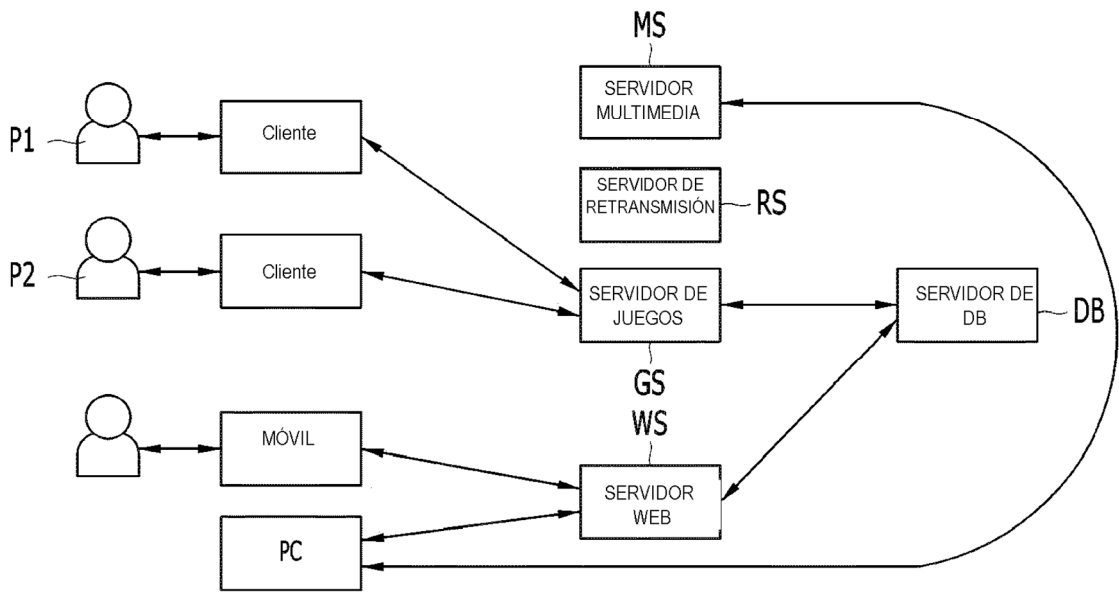 MS
SERVIDOR
MULTIMEDIA
P1
Cliente
SERVIDOR DE
RETRANSMISIÓN
RS
P2
Cliente
SERVIDOR DE
JUEGOS
SERVIDOR DE
DB
DB
GS
WS
MÓVIL
SERVIDOR
WEB
PC